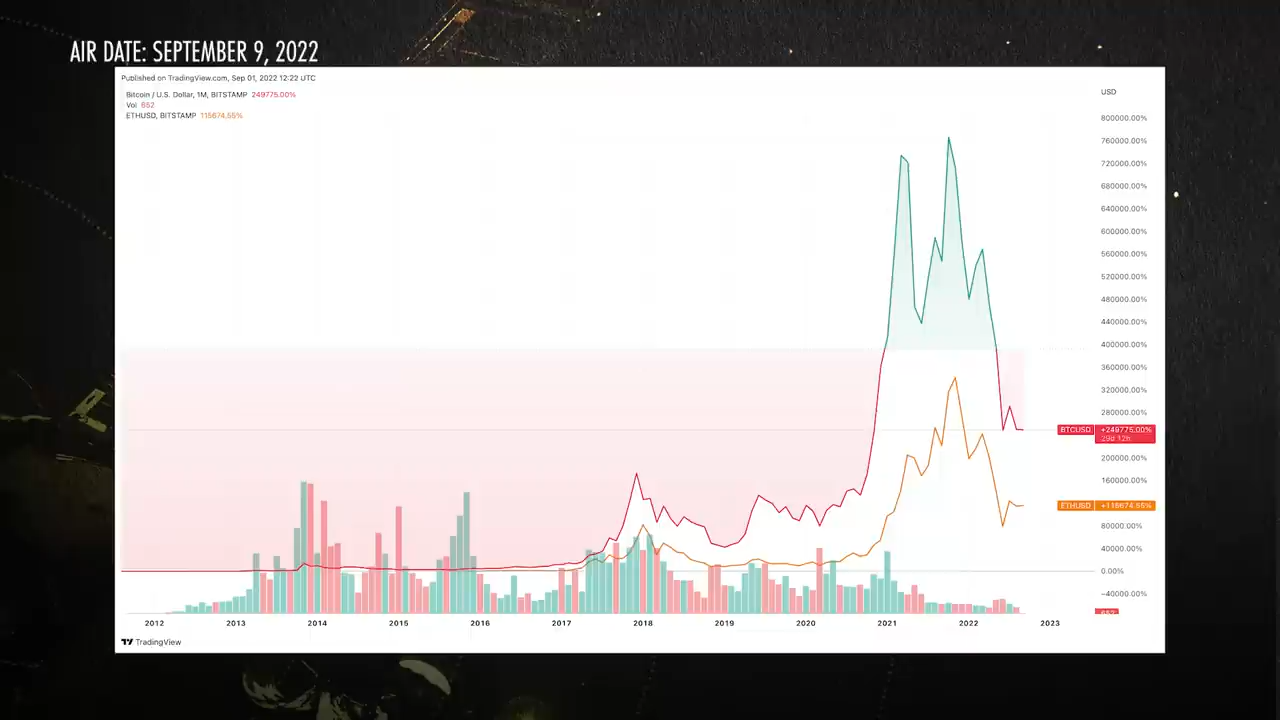 AIR DATE: SEPTEMBER 9, 2022
Published on TradingView.com, Sep 01, 2022 12:22 UTC
Bitcoin / U.S. Dollar, 1M, BITSTAMP 249775.00%
Vol 652
ETHUSD, BITSTAMP 115674.55%
USD
800000.00%
760000.00%
720000.00%
680000.00%
640000.00%
600000.00%
560000.00%
520000.00%
480000.00%
440000.00%
400000.00%
360000.00%
320000.00%
280000.00%
BTCUSD +249775.00%
29d 12h
200000.00%
160000.00%
ETHUSD +115674.55%
80000.00%
40000.00%
0.00%
−40000.00%
652
2012 2013 2014 2015 2016 2017 2018 2019 2020 2021 2022 2023
TradingView